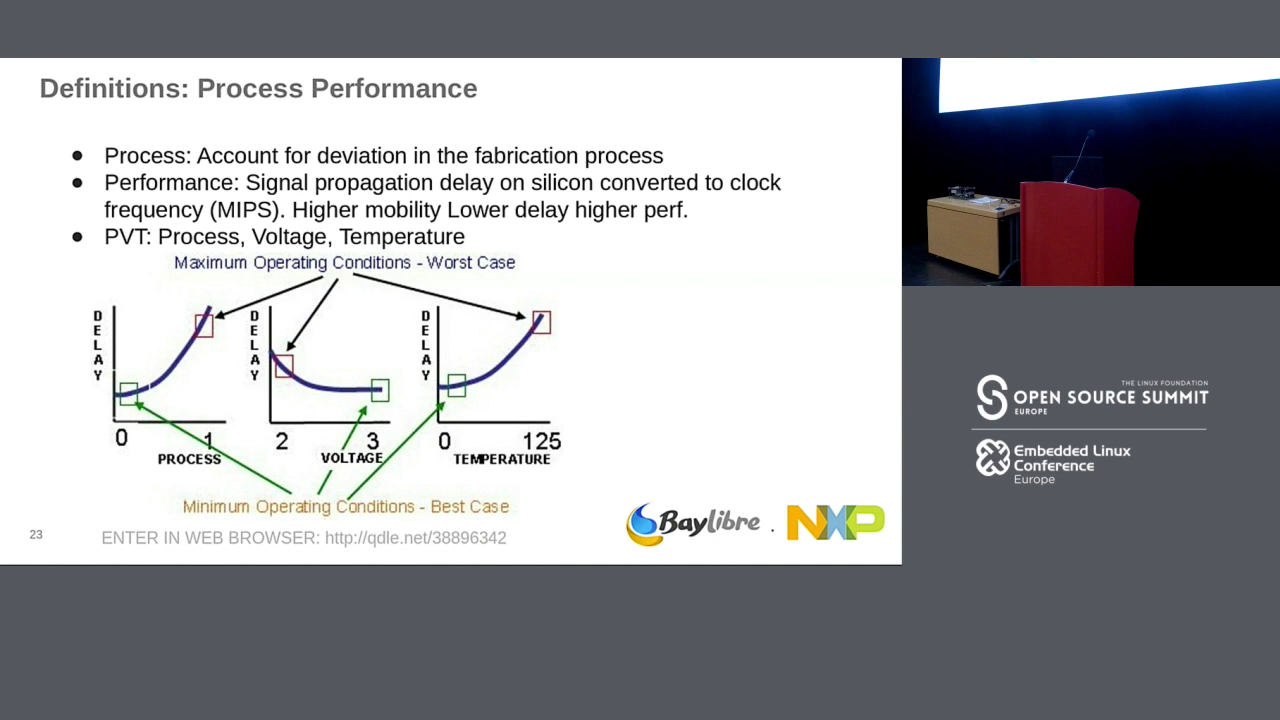 Definitions: Process Performance
● Process: Account for deviation in the fabrication process
● Performance: Signal propagation delay on silicon converted to clock
frequency (MIPS). Higher mobility Lower delay higher perf.
● PVT: Process, Voltage, Temperature
Maximum Operating Conditions - Worst Case
DELAY
0 1
PROCESS
DELAY
2 3
VOLTAGE
DELAY
0 125
TEMPERATURE
Minimum Operating Conditions - Best Case
23
ENTER IN WEB BROWSER: http://qdle.net/38896342
Baylibre . NXP
THE LINUX FOUNDATION
OPEN SOURCE SUMMIT
EUROPE
Embedded Linux
Conference
Europe